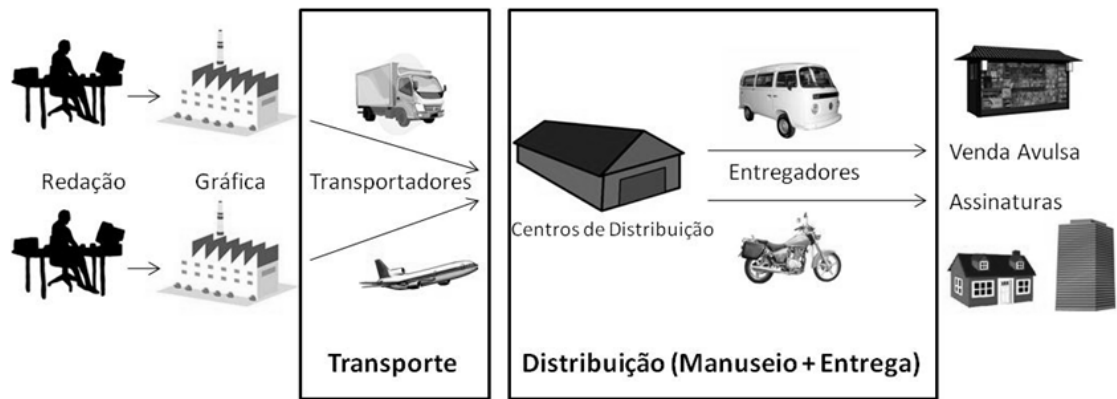 Redação
Gráfica
Transportadores
Centros de Distribuição
Entregadores
Venda Avulsa
Assinaturas
Transporte
Distribuição (Manuseio + Entrega)